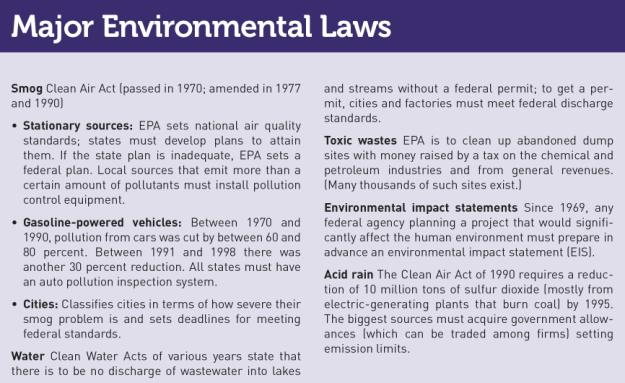 Major Environmental Laws
Smog Clean Air Act (passed in 1970; amended in 1977
and 1990)
• Stationary sources: EPA sets national air quality
standards; states must develop plans to attain
them. If the state plan is inadequate, EPA sets a
federal plan. Local sources that emit more than a
certain amount of pollutants must install pollution
control equipment.
• Gasoline-powered vehicles: Between 1970 and
1990, pollution from cars was cut by between 60 and
80 percent. Between 1991 and 1998 there was
another 30 percent reduction. All states must have
an auto pollution inspection system.
• Cities: Classifies cities in terms of how severe their
smog problem is and sets deadlines for meeting
federal standards.
Water Clean Water Acts of various years state that
there is to be no discharge of wastewater into lakes
and streams without a federal permit; to get a per-
mit, cities and factories must meet federal discharge
standards.
Toxic wastes EPA is to clean up abandoned dump
sites with money raised by a tax on the chemical and
petroleum industries and from general revenues.
(Many thousands of such sites exist.)
Environmental impact statements Since 1969, any
federal agency planning a project that would signifi-
cantly affect the human environment must prepare in
advance an environmental impact statement (EIS).
Acid rain The Clean Air Act of 1990 requires a reduc-
tion of 10 million tons of sulfur dioxide (mostly from
electric-generating plants that burn coal) by 1995.
The biggest sources must acquire government allow-
ances (which can be traded among firms) setting
emission limits.